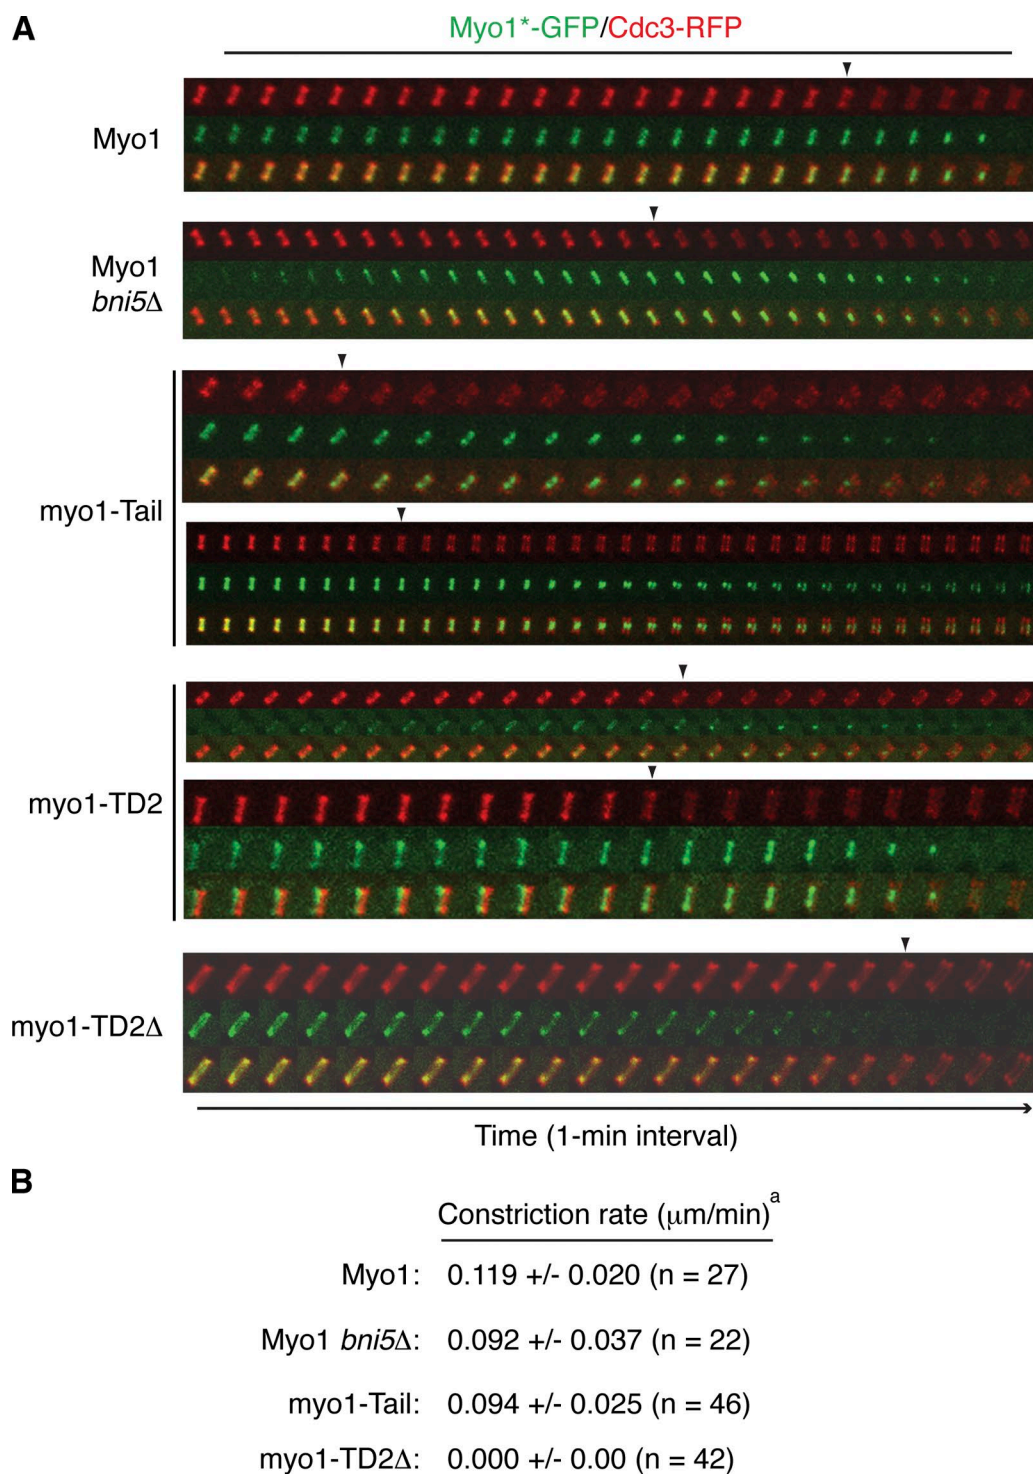 A
Myo1*-GFP/Cdc3-RFP
Myo1
Myo1
bni5Δ
myo1-Tail
myo1-TD2
myo1-TD2Δ
Time (1-min interval)
B
Constriction rate (μm/min)a
Myo1: 0.119 +/- 0.020 (n = 27)
Myo1 bni5Δ: 0.092 +/- 0.037 (n = 22)
myo1-Tail: 0.094 +/- 0.025 (n = 46)
myo1-TD2Δ: 0.000 +/- 0.00 (n = 42)